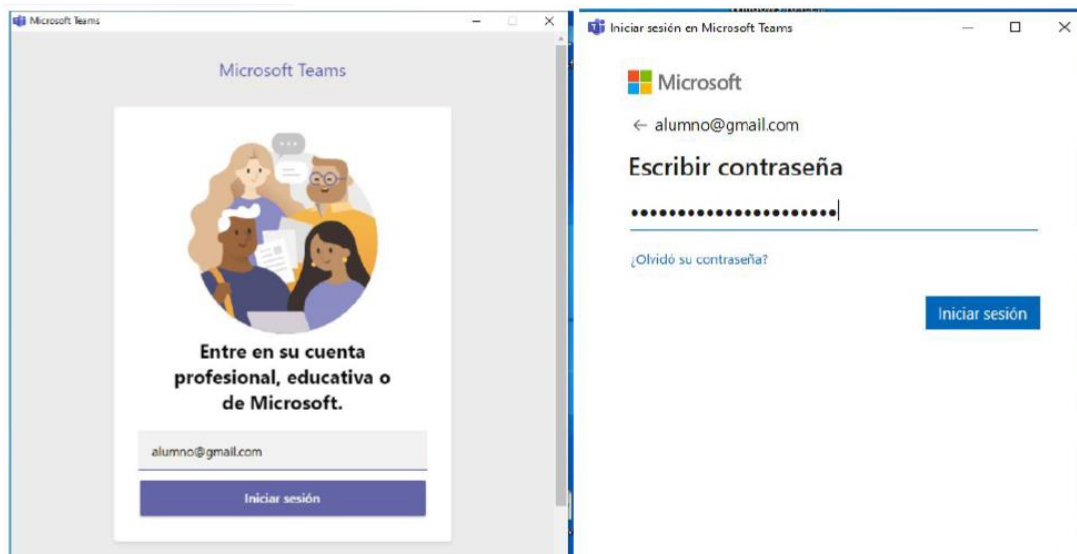 Microsoft Teams
Microsoft Teams
Entre en su cuenta
profesional, educativa o
de Microsoft.
alumno@gmail.com
Iniciar sesión
Iniciar sesión en Microsoft Teams
Microsoft
← alumno@gmail.com
Escribir contraseña
••••••••••••••••••••••
¿Olvidó su contraseña?
Iniciar sesión